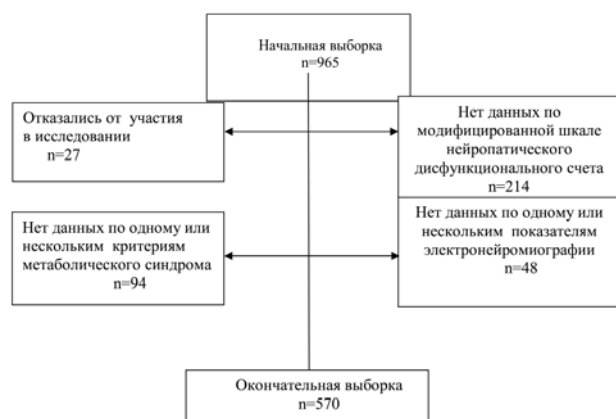 Начальная выборка
n=965
Отказались от участия
в исследовании
n=27
Нет данных по
модифицированной шкале
нейропатического
дисфункционального счета
n=214
Нет данных по одному или
нескольким критериям
метаболического синдрома
n=94
Нет данных по одному или
нескольким показателям
электронейромиографии
n=48
Окончательная выборка
n=570